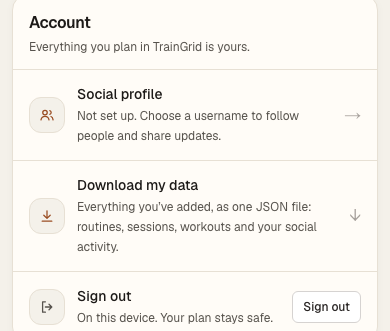 Account
Everything you plan in TrainGrid is yours.
Social profile
Not set up. Choose a username to follow
people and share updates.
Download my data
Everything you’ve added, as one JSON file:
routines, sessions, workouts and your social
activity.
Sign out
On this device. Your plan stays safe.
Sign out